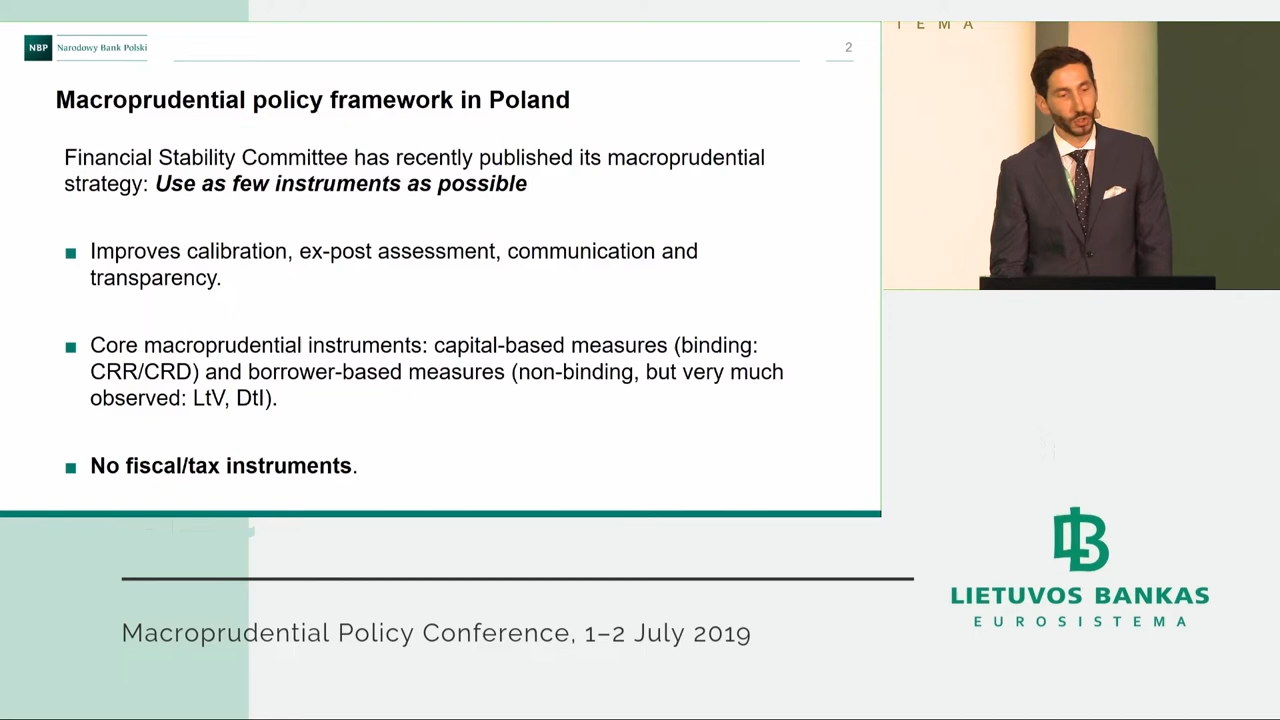 NBP Narodowy Bank Polski
2
TEMA
Macroprudential policy framework in Poland
Financial Stability Committee has recently published its macroprudential
strategy: Use as few instruments as possible
■ Improves calibration, ex-post assessment, communication and
transparency.
■ Core macroprudential instruments: capital-based measures (binding:
CRR/CRD) and borrower-based measures (non-binding, but very much
observed: LtV, DtI).
■ No fiscal/tax instruments.
LIETUVOS BANKAS
EUROSISTEMA
Macroprudential Policy Conference, 1–2 July 2019